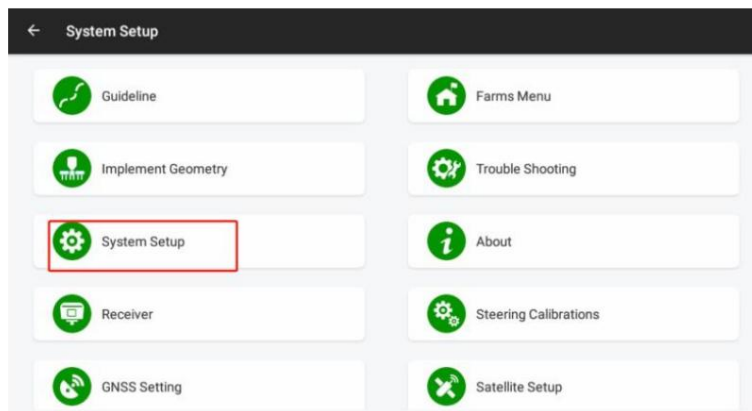 System Setup
Guideline
Farms Menu
Implement Geometry
Trouble Shooting
System Setup
About
Receiver
Steering Calibrations
GNSS Setting
Satellite Setup